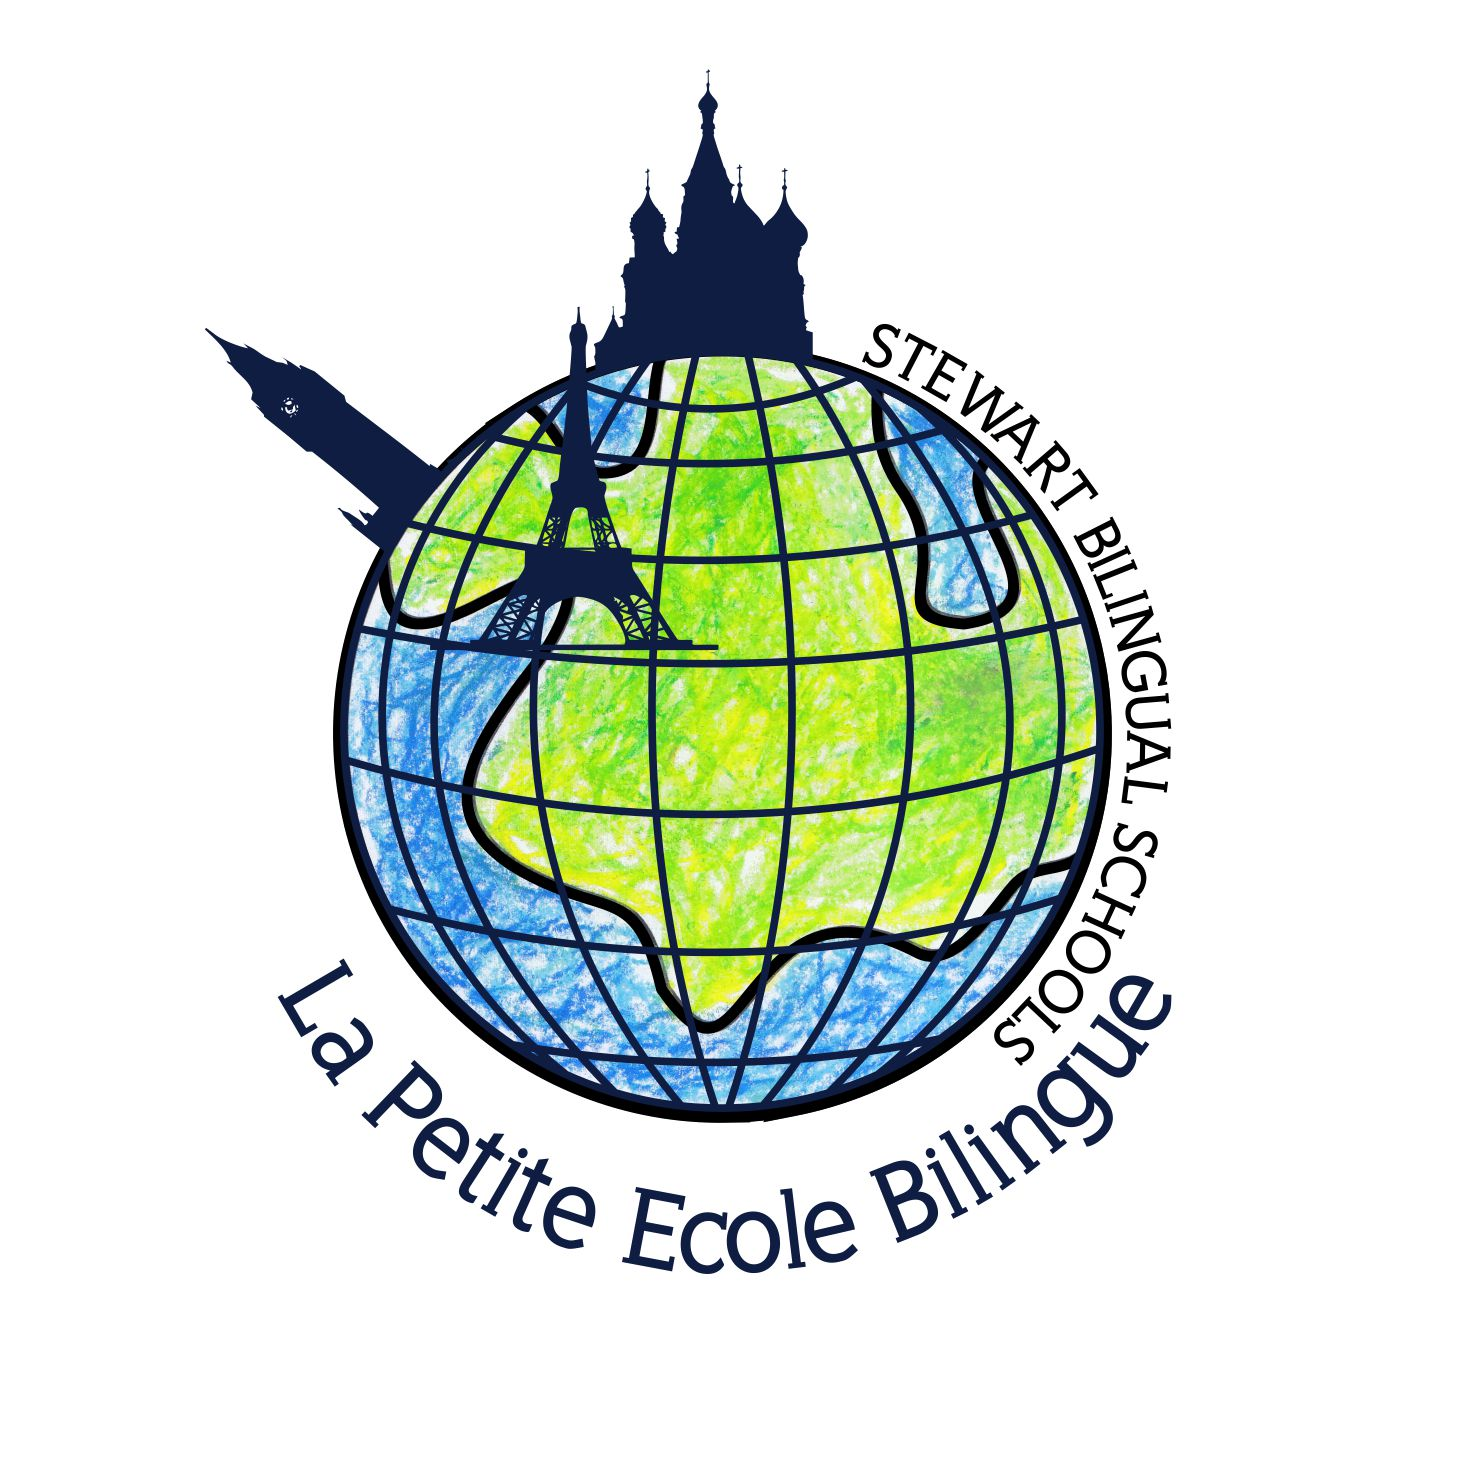 STEWART BILINGUAL SCHOOLS
La Petite Ecole Bilingue